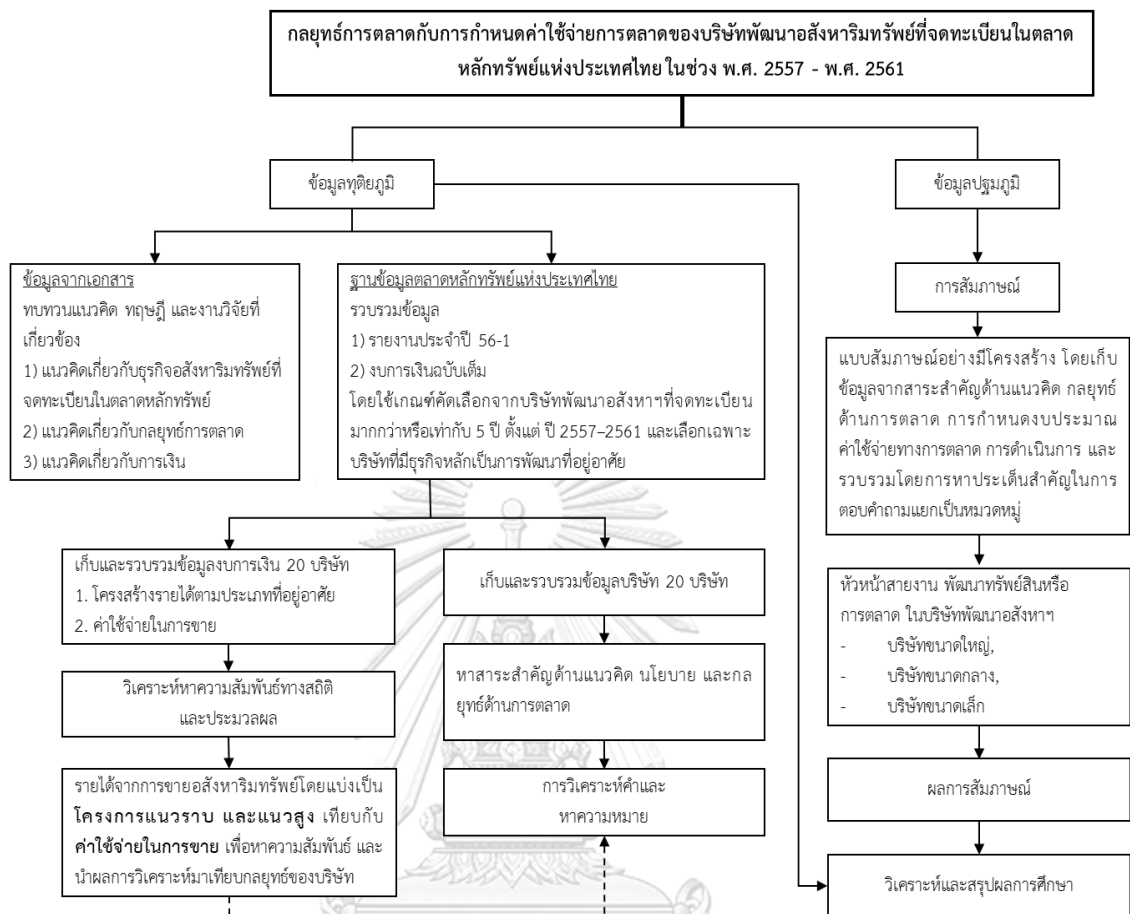 กลยุทธ์การตลาดกับการกำหนดค่าใช้จ่ายการตลาดของบริษัทพัฒนาอสังหาริมทรัพย์ที่จดทะเบียนในตลาด
หลักทรัพย์แห่งประเทศไทย ในช่วง พ.ศ. 2557 - พ.ศ. 2561
ข้อมูลทุติยภูมิ
ข้อมูลปฐมภูมิ
ข้อมูลจากเอกสาร
ทบทวนแนวคิด ทฤษฎี และงานวิจัยที่
เกี่ยวข้อง
1) แนวคิดเกี่ยวกับธุรกิจอสังหาริมทรัพย์ที่
จดทะเบียนในตลาดหลักทรัพย์
2) แนวคิดเกี่ยวกับกลยุทธ์การตลาด
3) แนวคิดเกี่ยวกับการเงิน
ฐานข้อมูลตลาดหลักทรัพย์แห่งประเทศไทย
รวบรวมข้อมูล
1) รายงานประจำปี 56-1
2) งบการเงินฉบับเต็ม
โดยใช้เกณฑ์คัดเลือกจากบริษัทพัฒนาอสังหาฯที่จดทะเบียน
มากกว่าหรือเท่ากับ 5 ปี ตั้งแต่ ปี 2557–2561 และเลือกเฉพาะ
บริษัทที่มีธุรกิจหลักเป็นการพัฒนาที่อยู่อาศัย
การสัมภาษณ์
แบบสัมภาษณ์อย่างมีโครงสร้าง โดยเก็บ
ข้อมูลจากสาระสำคัญด้านแนวคิด กลยุทธ์
ด้านการตลาด การกำหนดงบประมาณ
ค่าใช้จ่ายทางการตลาด การดำเนินการ และ
รวบรวมโดยการหาประเด็นสำคัญในการ
ตอบคำถามแยกเป็นหมวดหมู่
เก็บและรวบรวมข้อมูลงบการเงิน 20 บริษัท
1. โครงสร้างรายได้ตามประเภทที่อยู่อาศัย
2. ค่าใช้จ่ายในการขาย
เก็บและรวบรวมข้อมูลบริษัท 20 บริษัท
หัวหน้าสายงาน พัฒนาทรัพย์สินหรือ
การตลาด ในบริษัทพัฒนาอสังหาฯ
- บริษัทขนาดใหญ่,
- บริษัทขนาดกลาง,
- บริษัทขนาดเล็ก
วิเคราะห์หาความสัมพันธ์ทางสถิติ
และประมวลผล
หาสาระสำคัญด้านแนวคิด นโยบาย และกล
ยุทธ์ด้านการตลาด
รายได้จากการขายอสังหาริมทรัพย์โดยแบ่งเป็น
โครงการแนวราบ และแนวสูง เทียบกับ
ค่าใช้จ่ายในการขาย เพื่อหาความสัมพันธ์ และ
นำผลการวิเคราะห์มาเทียบกลยุทธ์ของบริษัท
การวิเคราะห์คำและ
หาความหมาย
ผลการสัมภาษณ์
วิเคราะห์และสรุปผลการศึกษา